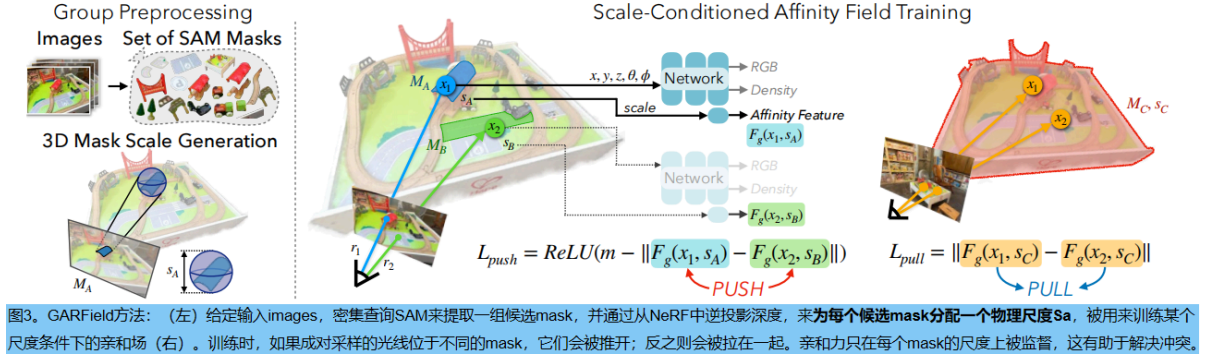 Group Preprocessing
Images
Set of SAM Masks
3D Mask Scale Generation
M_A
s_A
Scale-Conditioned Affinity Field Training
M_A
x_1
s_A
M_B
x_2
s_B
r_1
r_2
x, y, z, θ, ϕ
scale
Network
RGB
Density
Affinity Feature
F_g(x_1, s_A)
Network
RGB
Density
F_g(x_2, s_B)
L_push = ReLU(m − ‖F_g(x_1, s_A) − F_g(x_2, s_B)‖)
PUSH
x_1
x_2
M_C, s_C
L_pull = ‖F_g(x_1, s_C) − F_g(x_2, s_C)‖
PULL
图3。GARField方法：（左）给定输入images，密集查询SAM来提取一组候选mask，并通过从NeRF中逆投影深度，来为每个候选mask分配一个物理尺度Sa，被用来训练某个
尺度条件下的亲和场（右）。训练时，如果成对采样的光线位于不同的mask，它们会被推开；反之则会被拉在一起。亲和力只在每个mask的尺度上被监督，这有助于解决冲突。